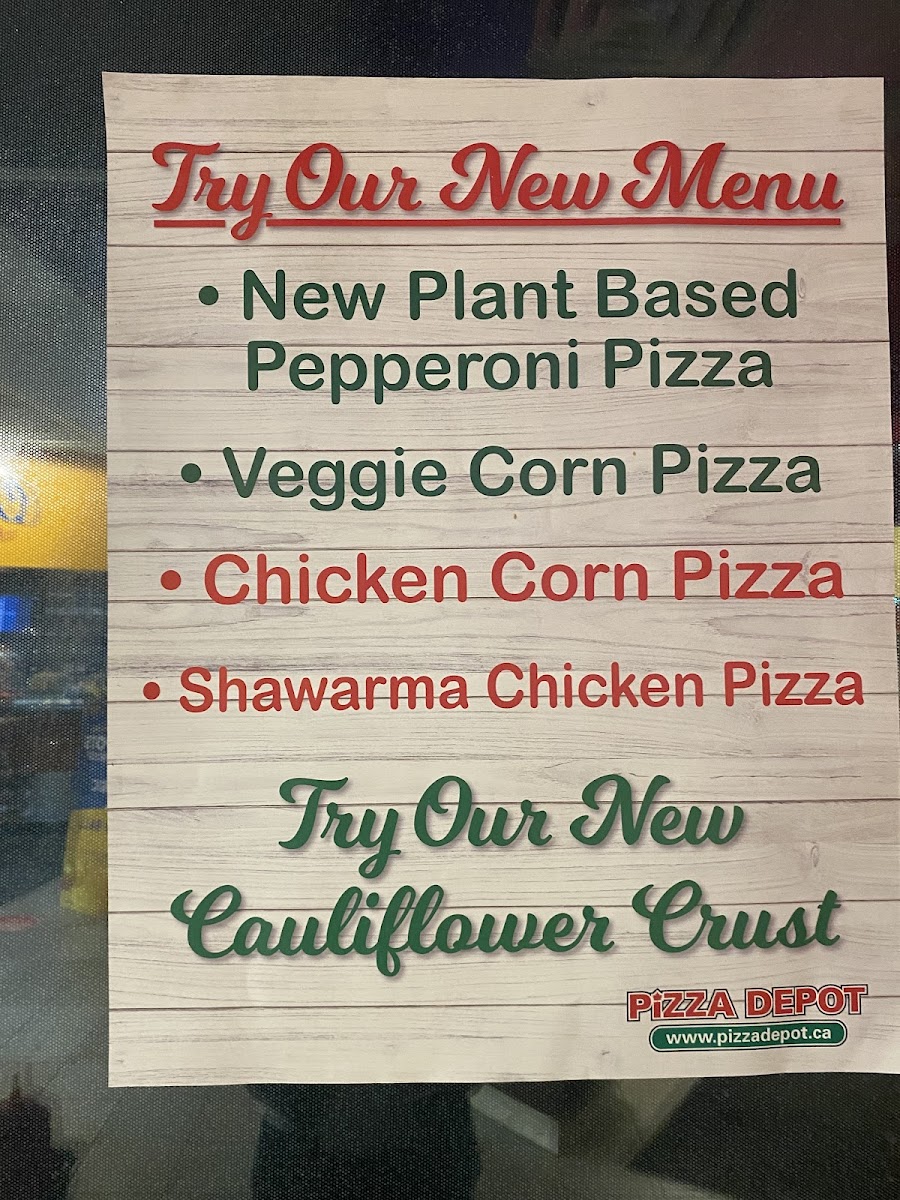 Try Our New Menu
• New Plant Based
Pepperoni Pizza
• Veggie Corn Pizza
• Chicken Corn Pizza
• Shawarma Chicken Pizza
Try Our New
Cauliflower Crust
PIZZA DEPOT
www.pizzadepot.ca